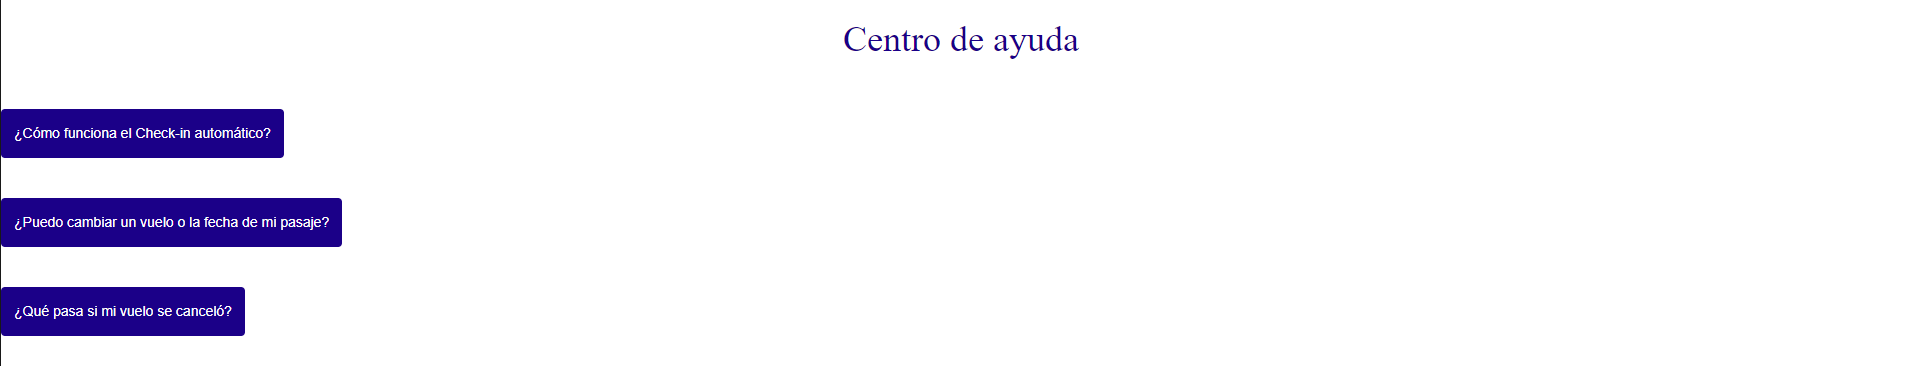 Centro de ayuda
¿Cómo funciona el Check-in automático?
¿Puedo cambiar un vuelo o la fecha de mi pasaje?
¿Qué pasa si mi vuelo se canceló?